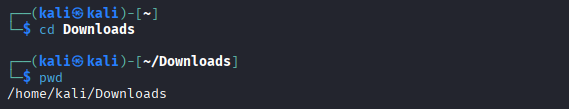 ┌──(kali㉿kali)-[~]
└─$ cd Downloads
┌──(kali㉿kali)-[~/Downloads]
└─$ pwd
/home/kali/Downloads